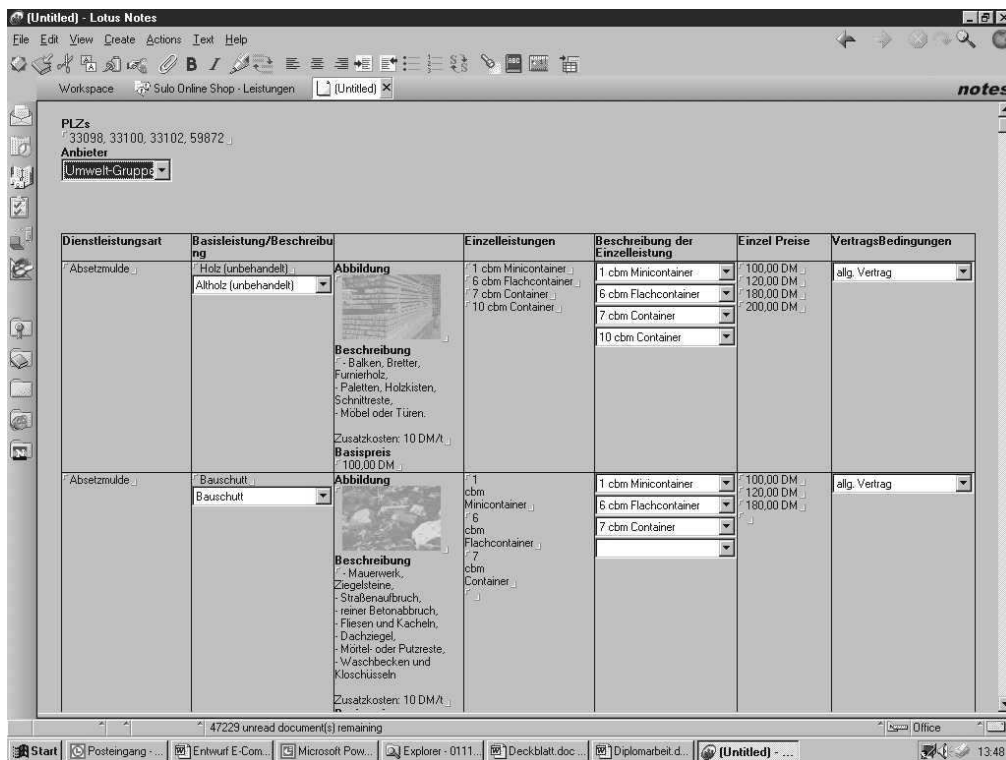 (Untitled) - Lotus Notes
File Edit View Create Actions Text Help
Workspace Sulo Online Shop - Leistungen (Untitled)
notes
PLZs
33098, 33100, 33102, 59872
Anbieter
Umwelt-Gruppe
Dienstleistungsart
Basisleistung/Beschreibu
ng
Einzelleistungen
Beschreibung der
Einzelleistung
Einzel Preise
VertragsBedingungen
Absetzmulde
Holz (unbehandelt)
Altholz (unbehandelt)
Abbildung
Beschreibung
- Balken, Bretter,
Furnierholz,
- Paletten, Holzkisten,
Schnittreste,
- Möbel oder Türen.
Zusatzkosten: 10 DM/t
Basispreis
100,00 DM
1 cbm Minicontainer
6 cbm Flachcontainer
7 cbm Container
10 cbm Container
1 cbm Minicontainer
6 cbm Flachcontainer
7 cbm Container
10 cbm Container
100,00 DM
120,00 DM
180,00 DM
200,00 DM
allg. Vertrag
Absetzmulde
Bauschutt
Bauschutt
Abbildung
Beschreibung
- Mauerwerk,
Ziegelsteine,
- Straßenaufbruch,
- reiner Betonabbruch,
- Fliesen und Kacheln,
- Dachziegel,
- Mörtel- oder Putzreste,
- Waschbecken und
Kloschüsseln
Zusatzkosten: 10 DM/t
1
cbm
Minicontainer
6
cbm
Flachcontainer
7
cbm
Container
1 cbm Minicontainer
6 cbm Flachcontainer
7 cbm Container
100,00 DM
120,00 DM
180,00 DM
allg. Vertrag
47229 unread document(s) remaining
Office
Start Posteingang - ... Entwurf E-Com... Microsoft Pow... Explorer - 0111... Deckblatt.doc ... Diplomarbeit.d... (Untitled) - ... 13:48